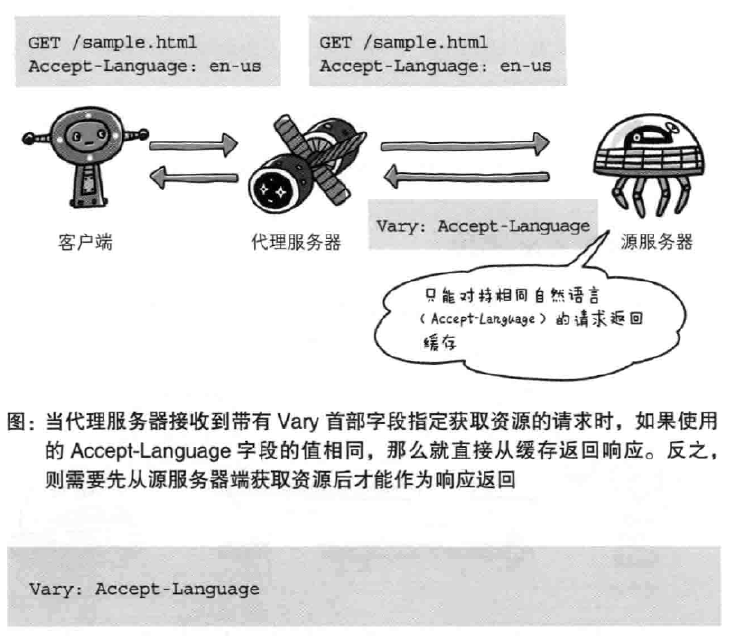 GET /sample.html
Accept-Language: en-us
GET /sample.html
Accept-Language: en-us
客户端
代理服务器
Vary: Accept-Language
源服务器
只能对持相同自然语言
(Accept-Language)的请求返回
缓存
图：当代理服务器接收到带有 Vary 首部字段指定获取资源的请求时，如果使用
的 Accept-Language 字段的值相同，那么就直接从缓存返回响应。反之，
则需要先从源服务器端获取资源后才能作为响应返回
Vary: Accept-Language